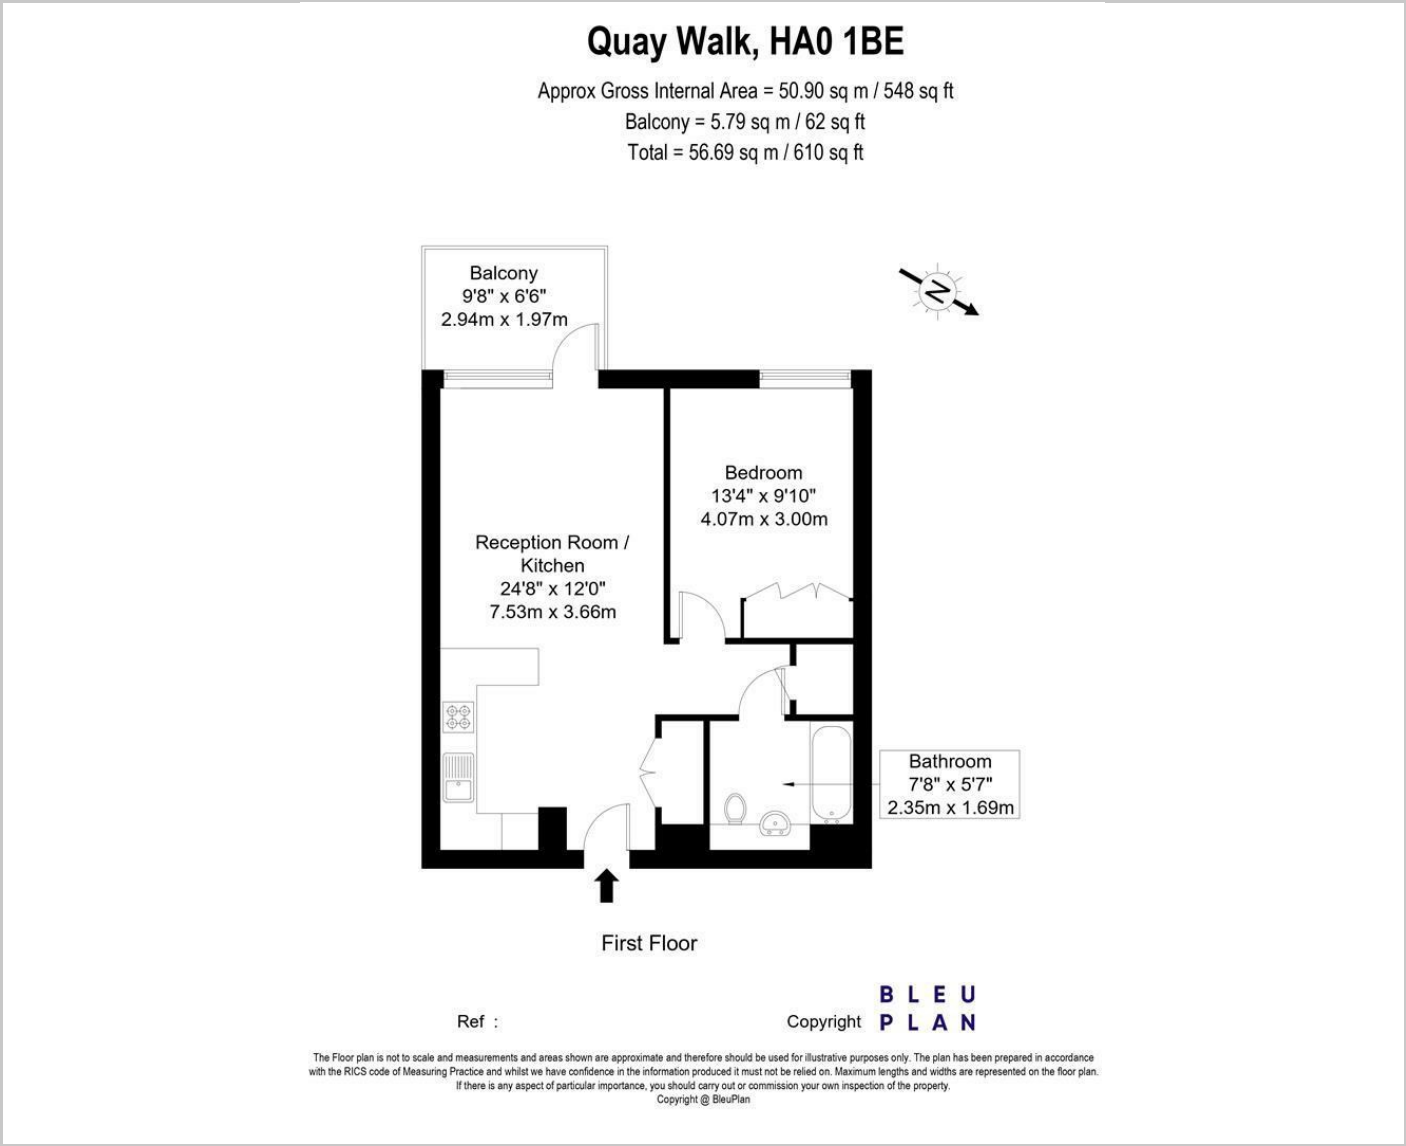 Quay Walk, HA0 1BE
Approx Gross Internal Area = 50.90 sq m / 548 sq ft
Balcony = 5.79 sq m / 62 sq ft
Total = 56.69 sq m / 610 sq ft
Balcony
9'8" x 6'6"
2.94m x 1.97m
N
Bedroom
13'4" x 9'10"
4.07m x 3.00m
Reception Room /
Kitchen
24'8" x 12'0"
7.53m x 3.66m
Bathroom
7'8" x 5'7"
2.35m x 1.69m
First Floor
Ref :
Copyright
BLEU
PLAN
The Floor plan is not to scale and measurements and areas shown are approximate and therefore should be used for illustrative purposes only. The plan has been prepared in accordance
with the RICS code of Measuring Practice and whilst we have confidence in the information produced it must not be relied on. Maximum lengths and widths are represented on the floor plan.
If there is any aspect of particular importance, you should carry out or commission your own inspection of the property.
Copyright @ BleuPlan